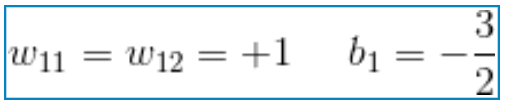 w₁₁ = w₁₂ = +1  b₁ = −3/2